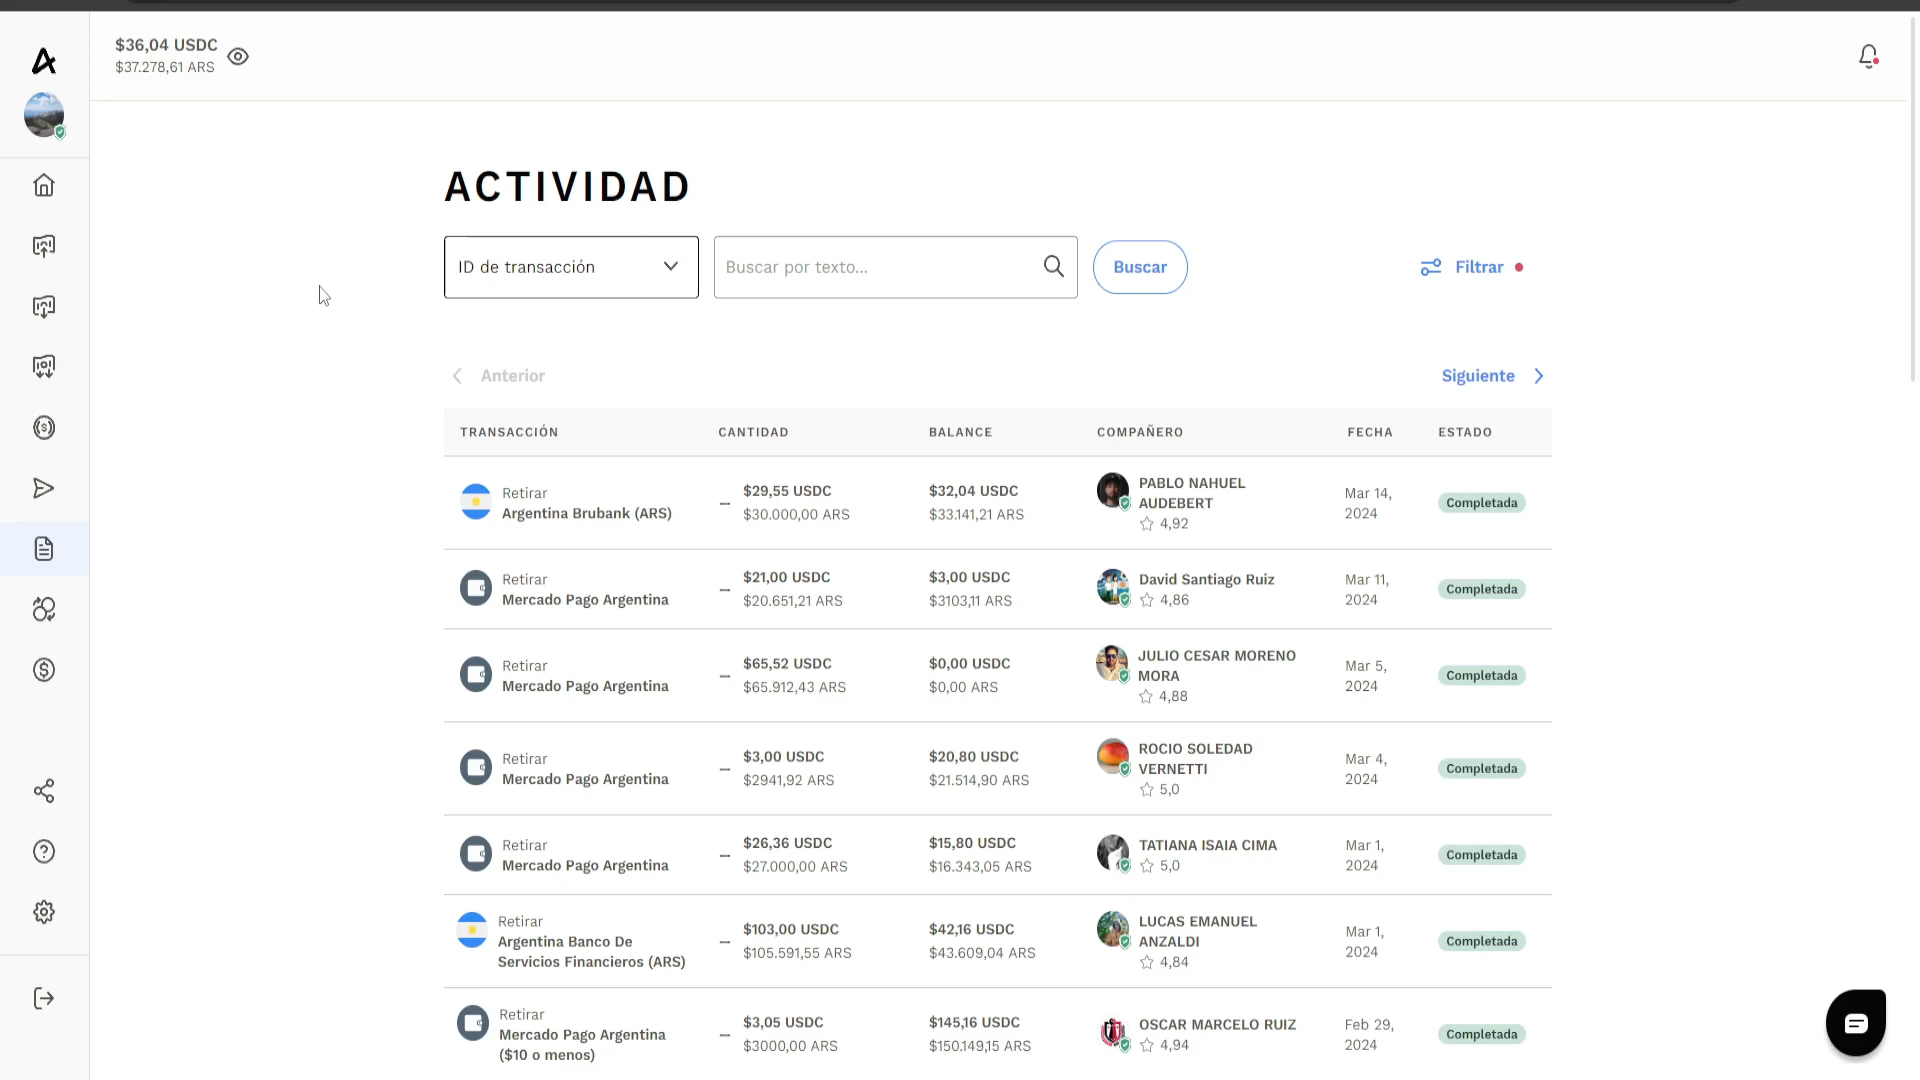 $36,04 USDC
$37.278,61 ARS
ACTIVIDAD
ID de transacción
Buscar por texto...
Buscar
Filtrar
Anterior
Siguiente
TRANSACCIÓN CANTIDAD BALANCE COMPAÑERO FECHA ESTADO
Retirar
Argentina Brubank (ARS)
– $29,55 USDC
$30.000,00 ARS
$32,04 USDC
$33.141,21 ARS
PABLO NAHUEL
AUDEBERT
4,92
Mar 14,
2024
Completada
Retirar
Mercado Pago Argentina
– $21,00 USDC
$20.651,21 ARS
$3,00 USDC
$3103,11 ARS
David Santiago Ruiz
4,86
Mar 11,
2024
Completada
Retirar
Mercado Pago Argentina
– $65,52 USDC
$65.912,43 ARS
$0,00 USDC
$0,00 ARS
JULIO CESAR MORENO
MORA
4,88
Mar 5,
2024
Completada
Retirar
Mercado Pago Argentina
– $3,00 USDC
$2941,92 ARS
$20,80 USDC
$21.514,90 ARS
ROCIO SOLEDAD
VERNETTI
5,0
Mar 4,
2024
Completada
Retirar
Mercado Pago Argentina
– $26,36 USDC
$27.000,00 ARS
$15,80 USDC
$16.343,05 ARS
TATIANA ISAIA CIMA
5,0
Mar 1,
2024
Completada
Retirar
Argentina Banco De
Servicios Financieros (ARS)
– $103,00 USDC
$105.591,55 ARS
$42,16 USDC
$43.609,04 ARS
LUCAS EMANUEL
ANZALDI
4,84
Mar 1,
2024
Completada
Retirar
Mercado Pago Argentina
($10 o menos)
– $3,05 USDC
$3000,00 ARS
$145,16 USDC
$150.149,15 ARS
OSCAR MARCELO RUIZ
4,94
Feb 29,
2024
Completada